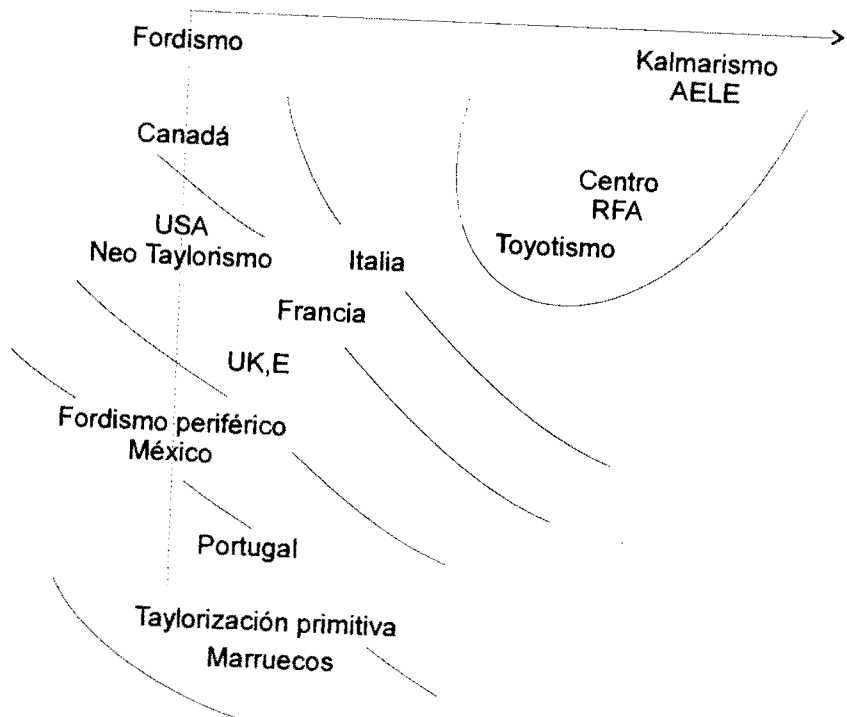 Fordismo
Kalmarismo
AELE
Canadá
Centro
RFA
USA
Neo Taylorismo
Italia
Toyotismo
Francia
UK,E
Fordismo periférico
México
Portugal
Taylorización primitiva
Marruecos